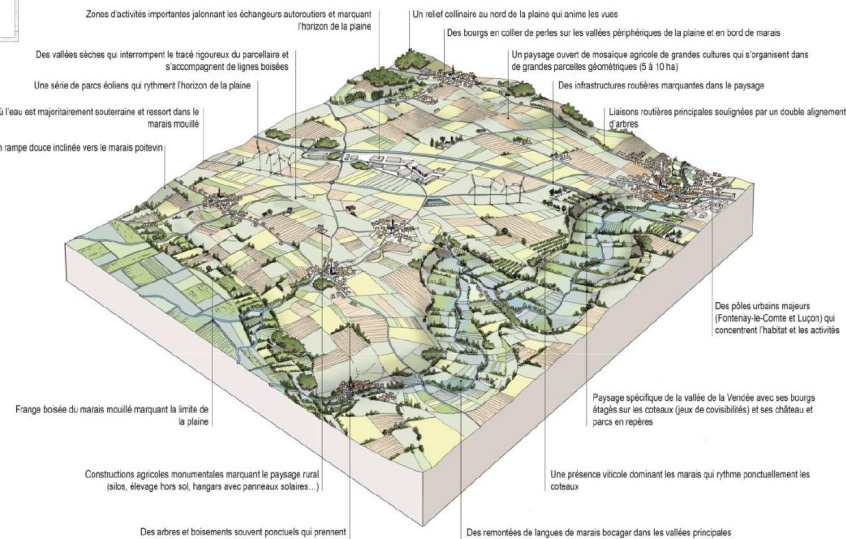 Zones d'activités importantes jalonnant les échangeurs autoroutiers et marquant
l'horizon de la plaine
Un relief collinaire au nord de la plaine qui anime les vues
Des bourgs en collier de perles sur les vallées périphériques de la plaine et en bord de marais
Des vallées sèches qui interrompent le tracé rigoureux du parcellaire et
s'accompagnent de lignes boisées
Un paysage ouvert de mosaïque agricole de grandes cultures qui s'organisent dans
de grandes parcelles géométriques (5 à 10 ha)
Une série de parcs éoliens qui rythment l'horizon de la plaine
Des infrastructures routières marquantes dans le paysage
ù l'eau est majoritairement souterraine et ressort dans le
marais mouillé
Liaisons routières principales soulignées par un double alignement
d'arbres
n rampe douce inclinée vers le marais poitevin
Des pôles urbains majeurs
(Fontenay-le-Comte et Luçon) qui
concentrent l'habitat et les activités
Frange boisée du marais mouillé marquant la limite de
la plaine
Paysage spécifique de la vallée de la Vendée avec ses bourgs
étagés sur les coteaux (jeux de covisibilités) et ses château et
parcs en repères
Constructions agricoles monumentales marquant le paysage rural
(silos, élevage hors sol, hangars avec panneaux solaires…)
Une présence viticole dominant les marais qui rythme ponctuellement les
coteaux
Des arbres et boisements souvent ponctuels qui prennent
Des remontées de langues de marais bocager dans les vallées principales